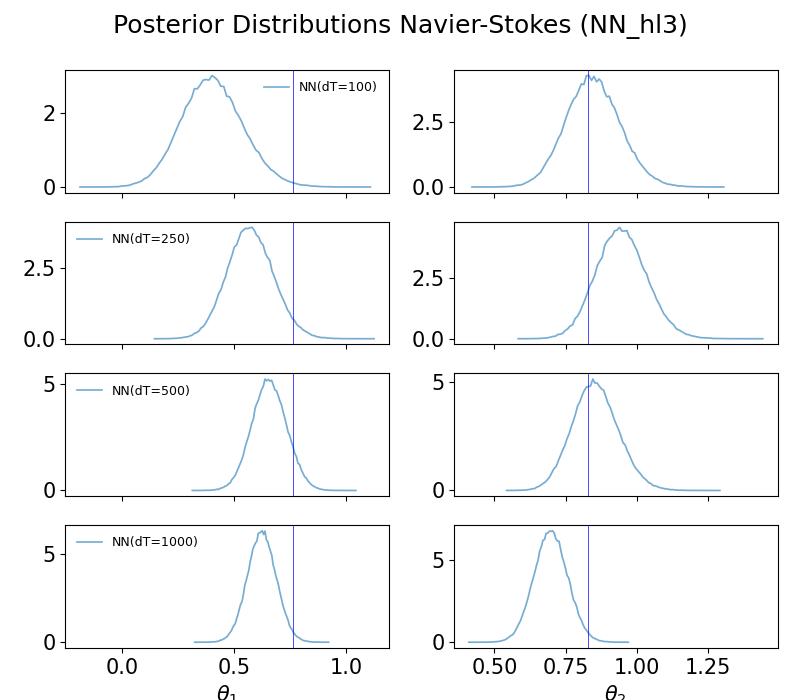 Posterior Distributions Navier-Stokes (NN_hl3)
2
0
NN(dT=100)
2.5
0.0
2.5
0.0
NN(dT=250)
2.5
0.0
5
0
NN(dT=500)
5
0
5
0
NN(dT=1000)
5
0
0.0 0.5 1.0
0.50 0.75 1.00 1.25
θ₁
θ₂